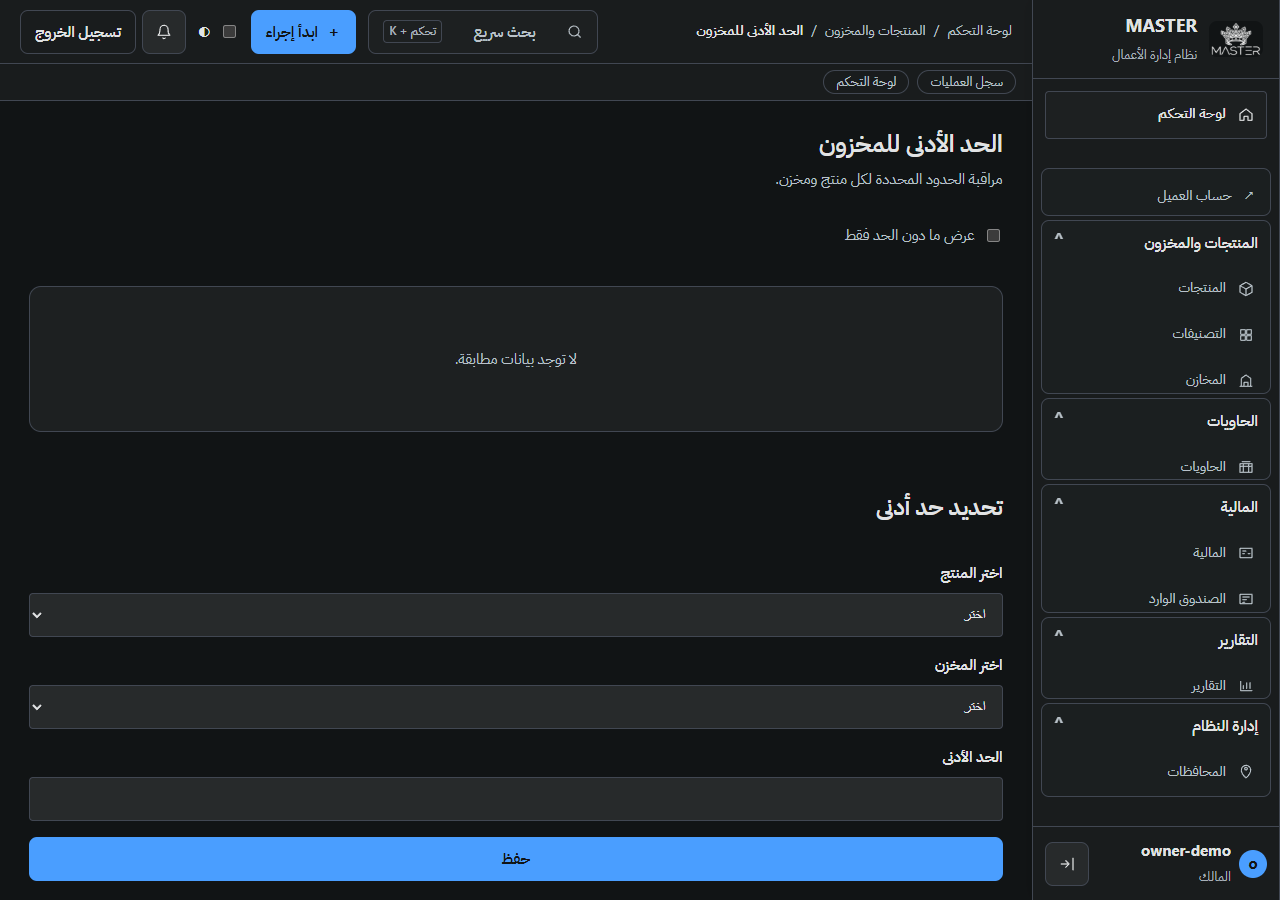 MASTER
MASTER
نظام إدارة الأعمال
لوحة التحكم
حساب العميل
المنتجات والمخزون
المنتجات
التصنيفات
المخازن
الحاويات
الحاويات
المالية
المالية
الصندوق الوارد
التقارير
التقارير
إدارة النظام
المحافظات
owner-demo
المالك
o
لوحة التحكم / المنتجات والمخزون / الحد الأدنى للمخزون
بحث سريع
تحكم + K
+ ابدأ إجراء
تسجيل الخروج
سجل العمليات
لوحة التحكم
الحد الأدنى للمخزون
مراقبة الحدود المحددة لكل منتج ومخزن.
عرض ما دون الحد فقط
لا توجد بيانات مطابقة.
تحديد حد أدنى
اختر المنتج
اختر
اختر المخزن
اختر
الحد الأدنى
حفظ